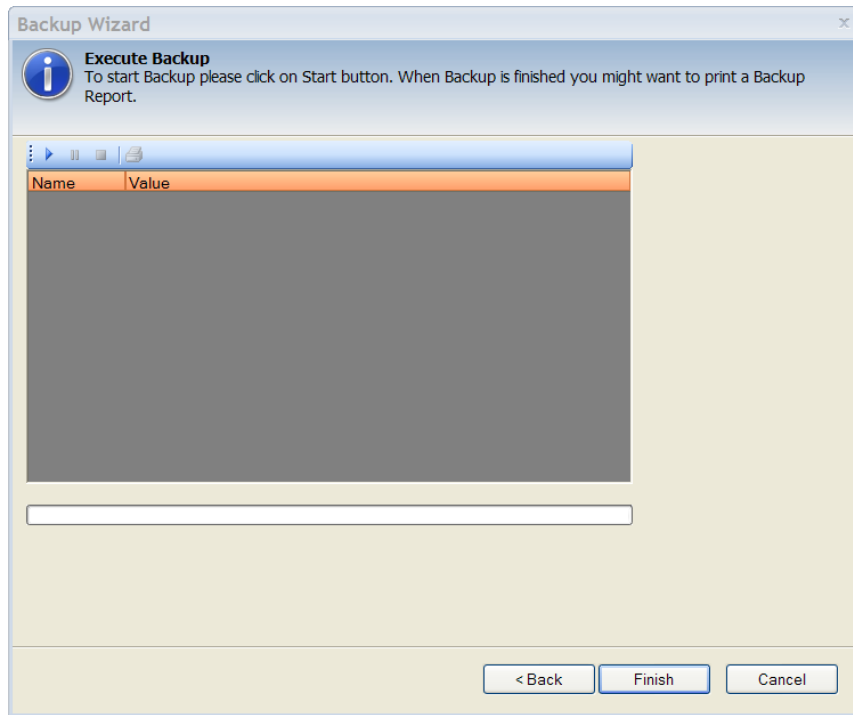 Backup Wizard
Execute Backup
To start Backup please click on Start button. When Backup is finished you might want to print a Backup
Report.
Name Value
< Back Finish Cancel